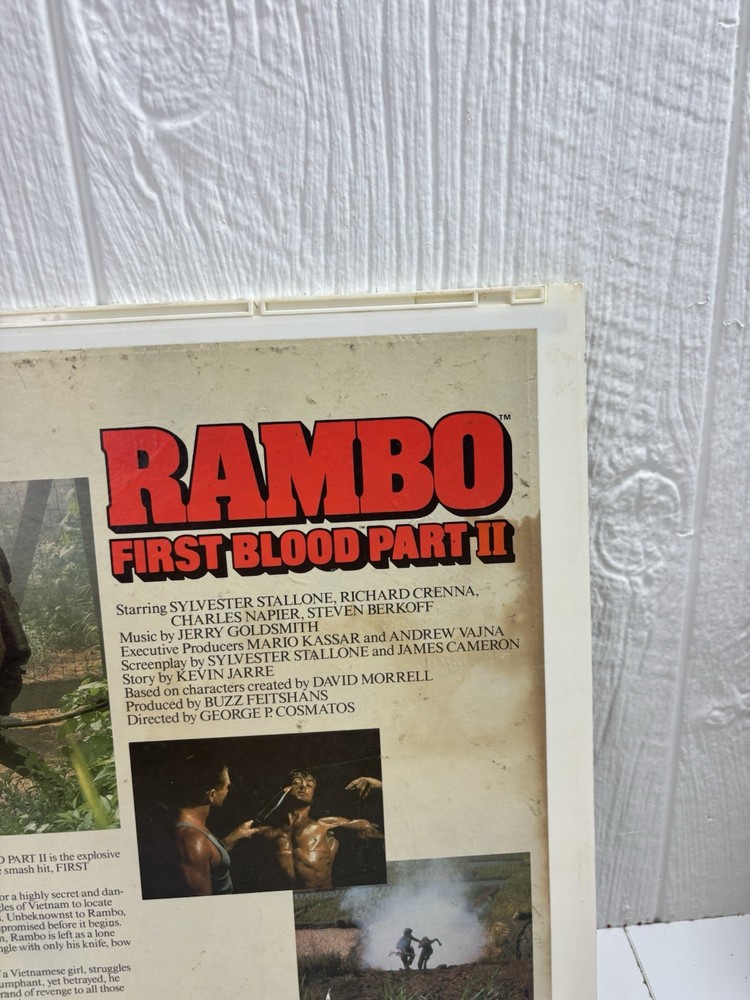 RAMBO™
FIRST BLOOD™ PART II
Starring SYLVESTER STALLONE, RICHARD CRENNA,
CHARLES NAPIER, STEVEN BERKOFF
Music by JERRY GOLDSMITH
Executive Producers MARIO KASSAR and ANDREW VAJNA
Screenplay by SYLVESTER STALLONE and JAMES CAMERON
Story by KEVIN JARRE
Based on characters created by DAVID MORRELL
Produced by BUZZ FEITSHANS
Directed by GEORGE P. COSMATOS
PART II is the explosive
smash hit, FIRST
or a highly secret and dan-
gles of Vietnam to locate
Unbeknownst to Rambo,
promised before it begins.
Rambo is left as a lone
ngle with only his knife, bow
a Vietnamese girl, struggles
umphant, yet betrayed, he
rand of revenge to all those